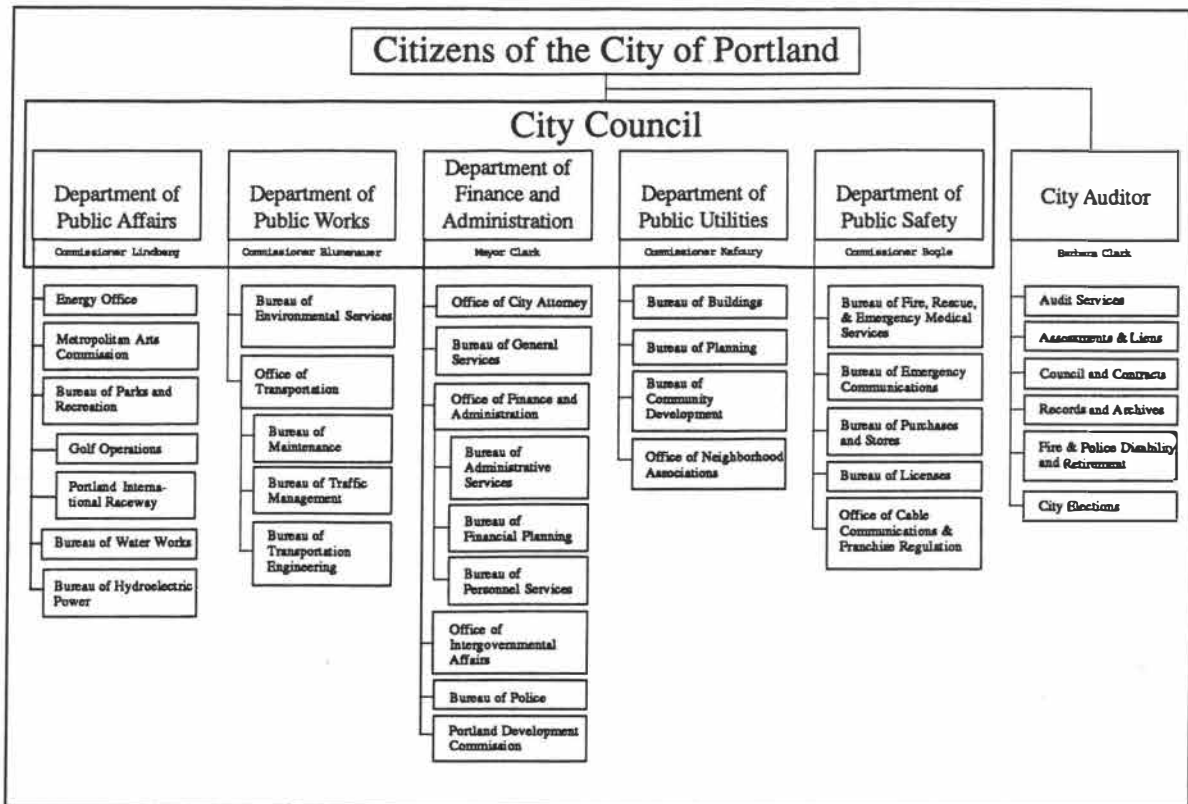 Citizens of the City of Portland
City Council
Department of
Public Affairs
Commissioner Lindberg
Energy Office
Metropolitan Arts
Commission
Bureau of Parks and
Recreation
Golf Operations
Portland Interna-
tional Raceway
Bureau of Water Works
Bureau of Hydroelectric
Power
Department of
Public Works
Commissioner Blumenauer
Bureau of
Environmental Services
Office of
Transportation
Bureau of
Maintenance
Bureau of Traffic
Management
Bureau of
Transportation
Engineering
Department of
Finance and
Administration
Mayor Clark
Office of City Attorney
Bureau of General
Services
Office of Finance and
Administration
Bureau of
Administrative
Services
Bureau of
Financial Planning
Bureau of
Personnel Services
Office of
Intergovernmental
Affairs
Bureau of Police
Portland Development
Commission
Department of
Public Utilities
Commissioner Kafoury
Bureau of Buildings
Bureau of Planning
Bureau of
Community
Development
Office of Neighborhood
Associations
Department of
Public Safety
Commissioner Bogle
Bureau of Fire, Rescue,
& Emergency Medical
Services
Bureau of Emergency
Communications
Bureau of Purchases
and Stores
Bureau of Licenses
Office of Cable
Communications &
Franchise Regulation
City Auditor
Barbara Clark
Audit Services
Assessments & Liens
Council and Contracts
Records and Archives
Fire & Police Disability
and Retirement
City Elections